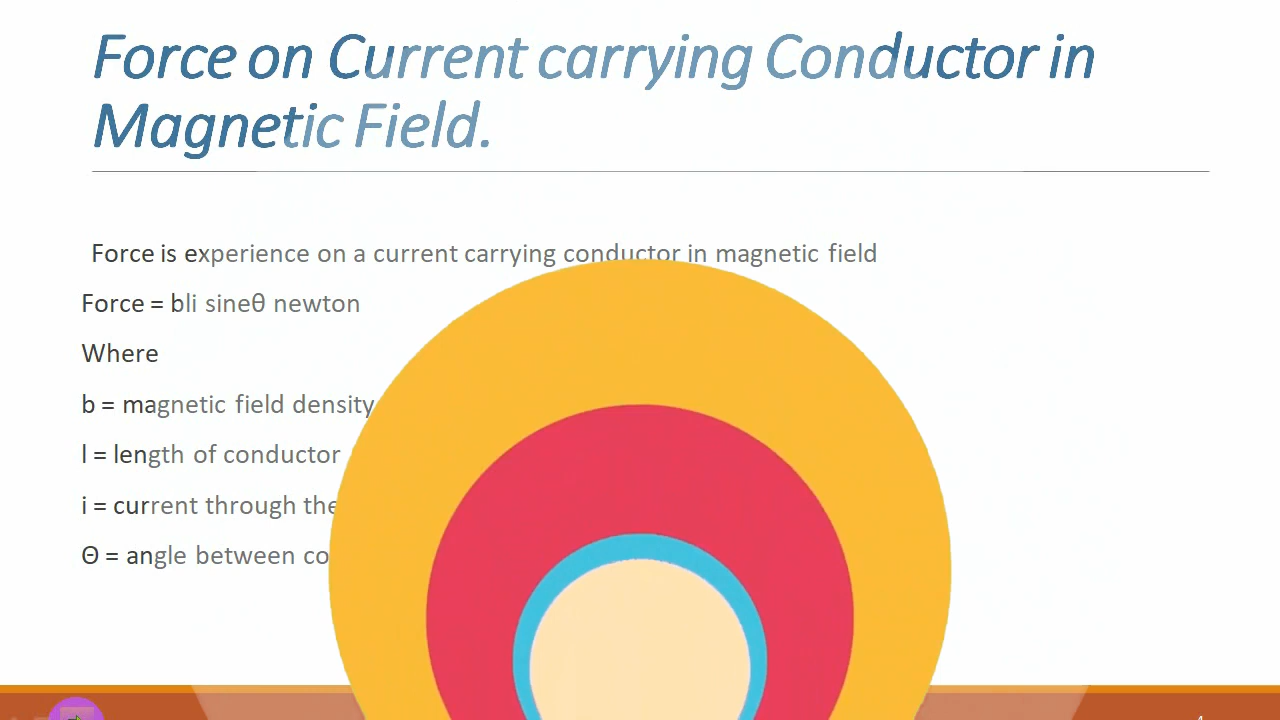 Force on Current carrying Conductor in
Magnetic Field.
Force is experience on a current carrying conductor in magnetic field
Force = bli sineθ newton
Where
b = magnetic field density
l = length of conductor
i = current through the
Θ = angle between